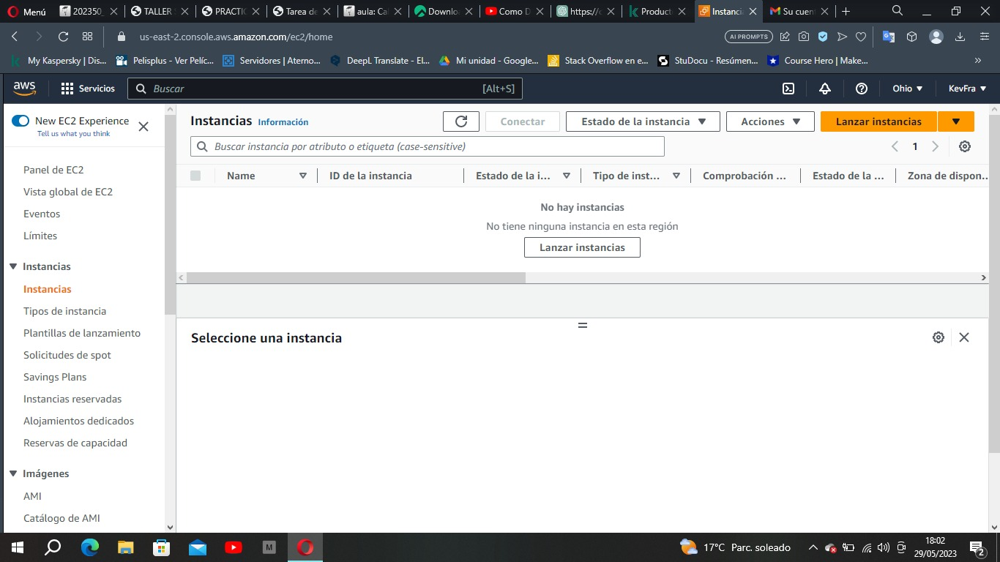 Menú
202350_
TALLER
PRACTIC
Tarea de
aula: Ca
Downlo
Como D
https://c
Product
Instanci
Su cuent
us-east-2.console.aws.amazon.com/ec2/home
AI PROMPTS
My Kaspersky | Dis...
Pelisplus - Ver Pelíc...
Servidores | Aterno...
DeepL Translate - El...
Mi unidad - Google...
Stack Overflow en e...
StuDocu - Resúmen...
Course Hero | Make...
»
aws
Servicios
Buscar
[Alt+S]
Ohio
KevFra
New EC2 Experience
Tell us what you think
Panel de EC2
Vista global de EC2
Eventos
Límites
Instancias
Instancias
Tipos de instancia
Plantillas de lanzamiento
Solicitudes de spot
Savings Plans
Instancias reservadas
Alojamientos dedicados
Reservas de capacidad
Imágenes
AMI
Catálogo de AMI
Instancias Información
Conectar
Estado de la instancia
Acciones
Lanzar instancias
Buscar instancia por atributo o etiqueta (case-sensitive)
1
Name
ID de la instancia
Estado de la i...
Tipo de inst...
Comprobación ...
Estado de la ...
Zona de dispon...
No hay instancias
No tiene ninguna instancia en esta región
Lanzar instancias
Seleccione una instancia
M
17°C Parc. soleado
18:02
29/05/2023
2